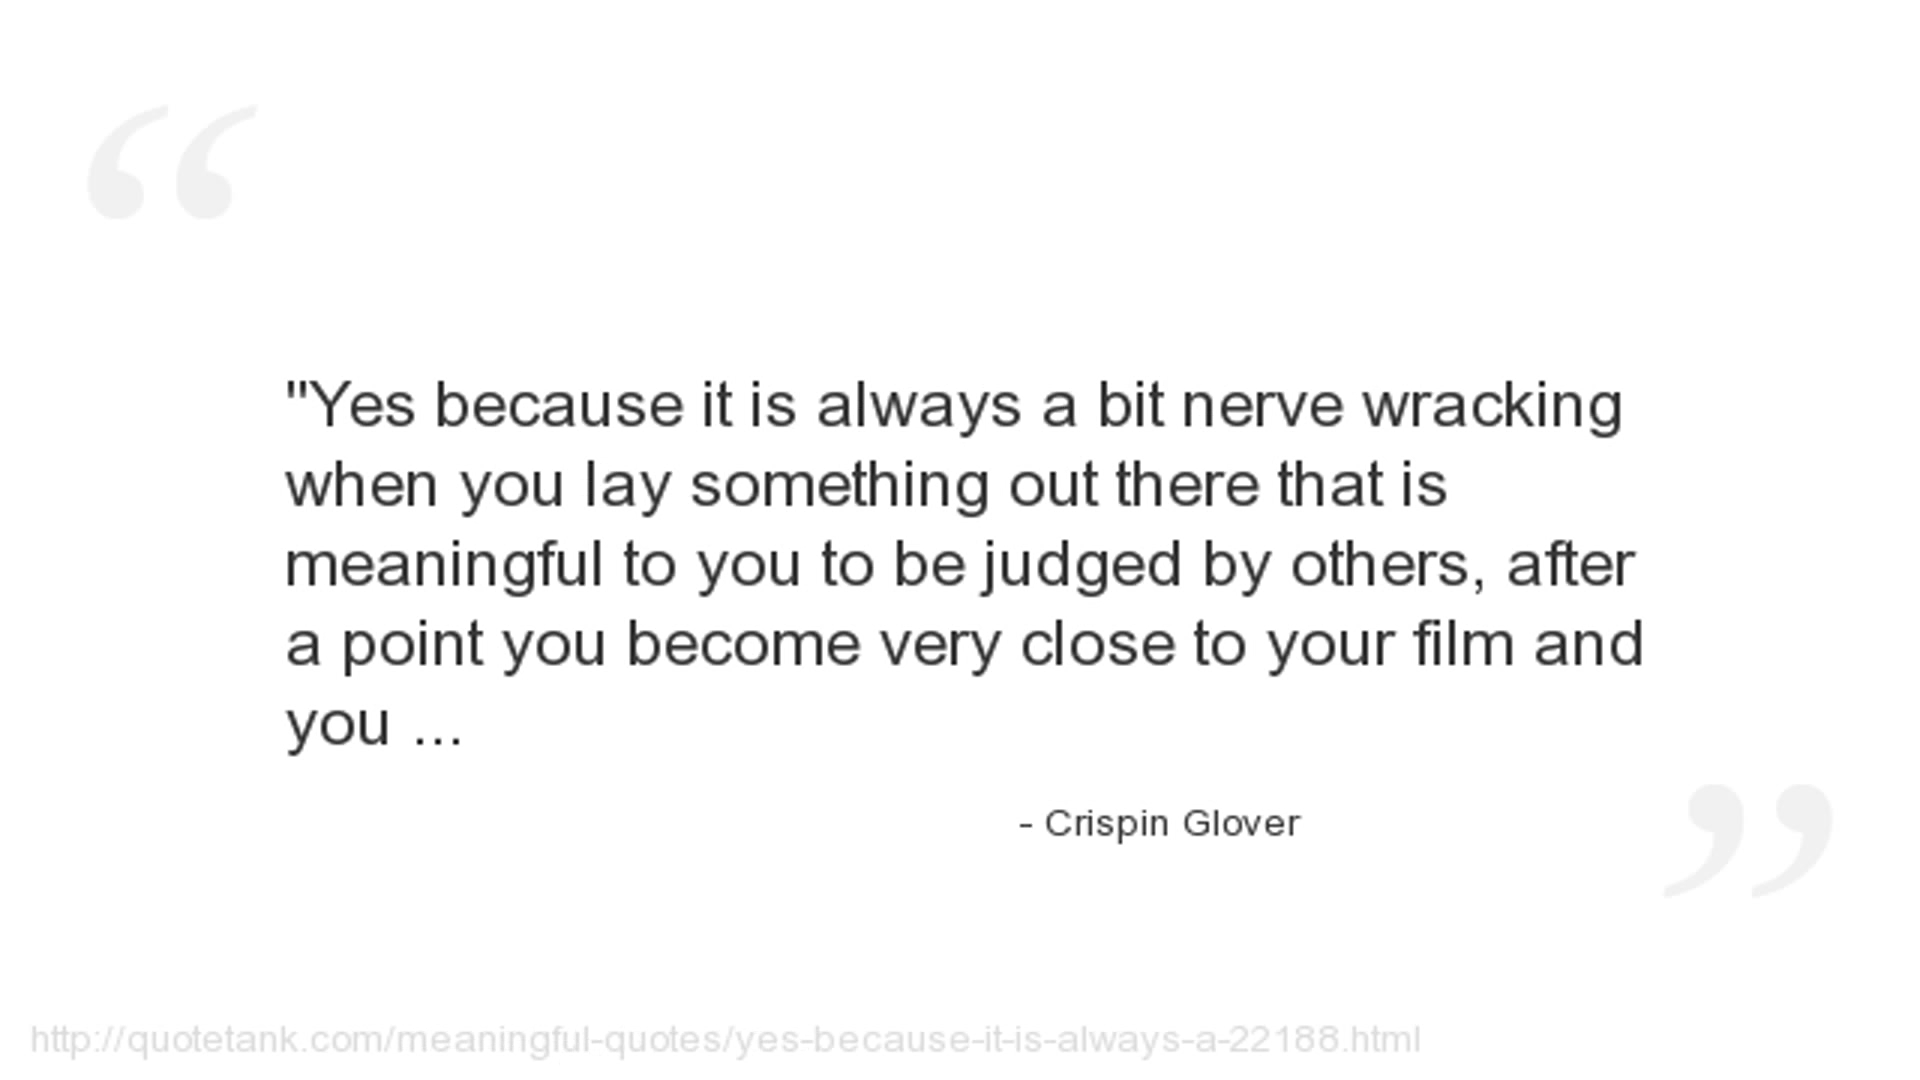 "Yes because it is always a bit nerve wracking
when you lay something out there that is
meaningful to you to be judged by others, after
a point you become very close to your film and
you ...
- Crispin Glover
http://quotetank.com/meaningful-quotes/yes-because-it-is-always-a-22188.html